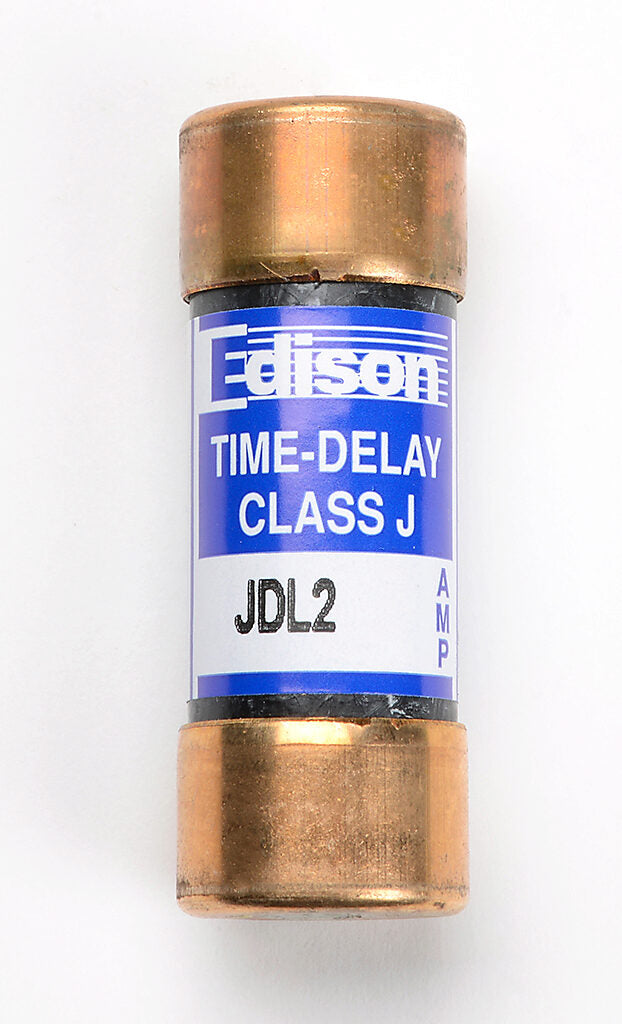 Edison
TIME-DELAY
CLASS J
JDL2
AMP